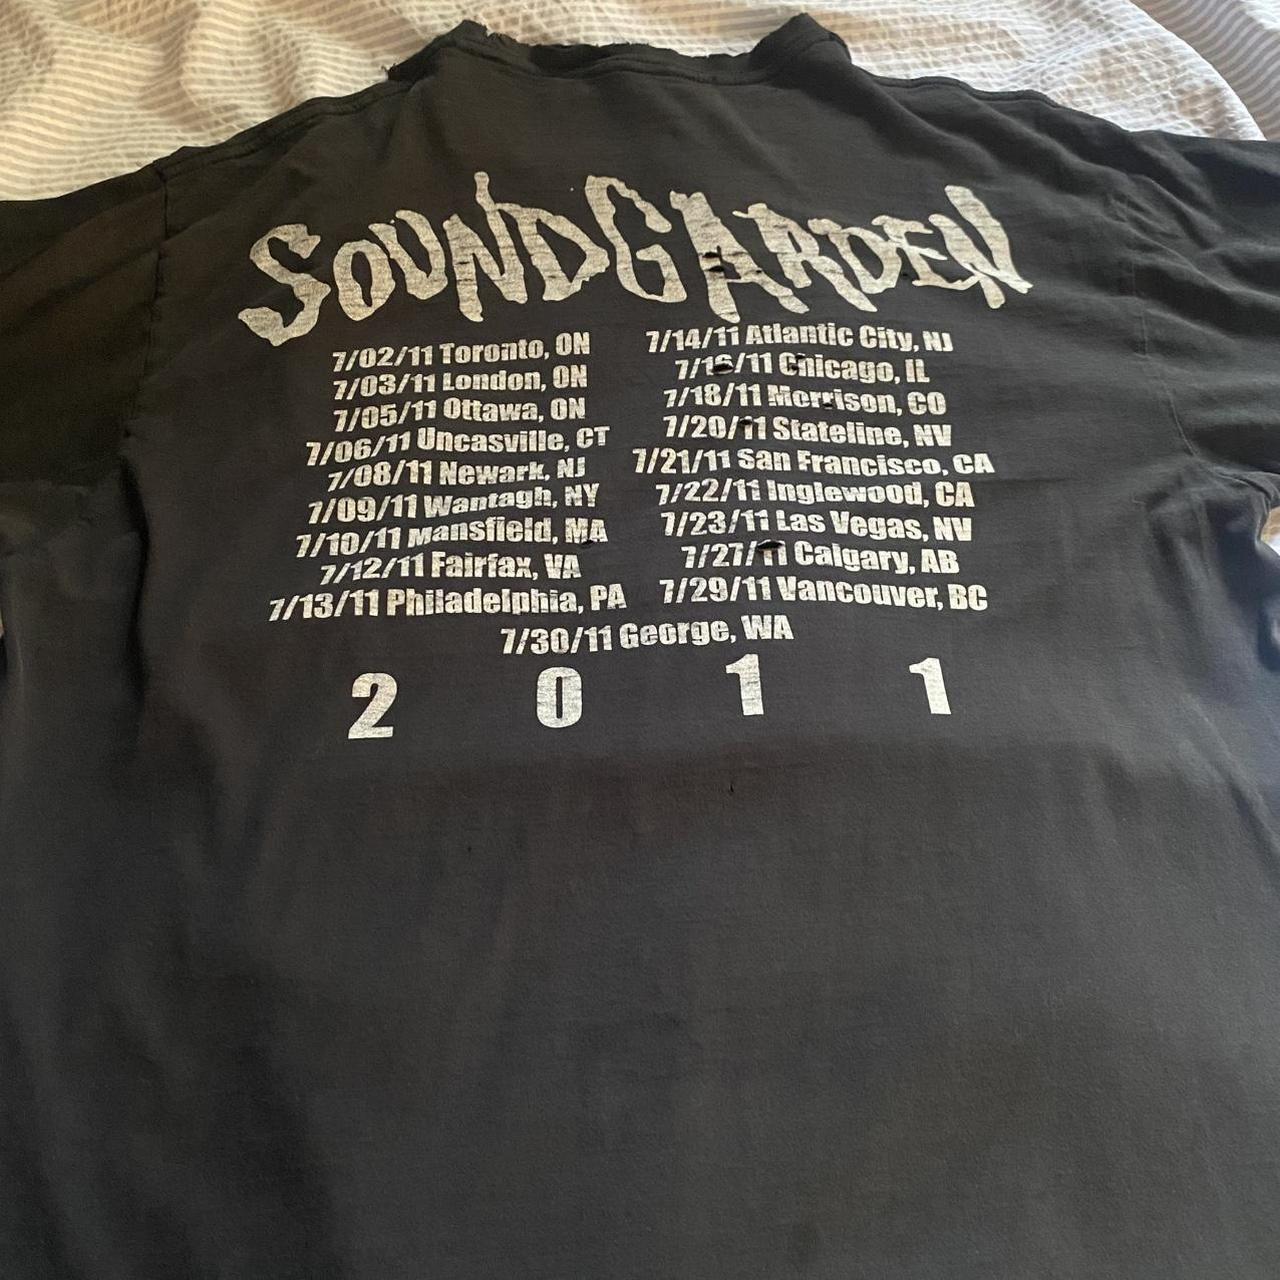 SOUNDGARDEN
7/02/11 Toronto, ON
7/03/11 London, ON
7/05/11 Ottawa, ON
7/06/11 Uncasville, CT
7/08/11 Newark, NJ
7/09/11 Wantagh, NY
7/10/11 Mansfield, MA
7/12/11 Fairfax, VA
7/13/11 Philadelphia, PA
7/14/11 Atlantic City, NJ
7/16/11 Chicago, IL
7/18/11 Morrison, CO
7/20/11 Stateline, NV
7/21/11 San Francisco, CA
7/22/11 Inglewood, CA
7/23/11 Las Vegas, NV
7/27/11 Calgary, AB
7/29/11 Vancouver, BC
7/30/11 George, WA
2 0 1 1